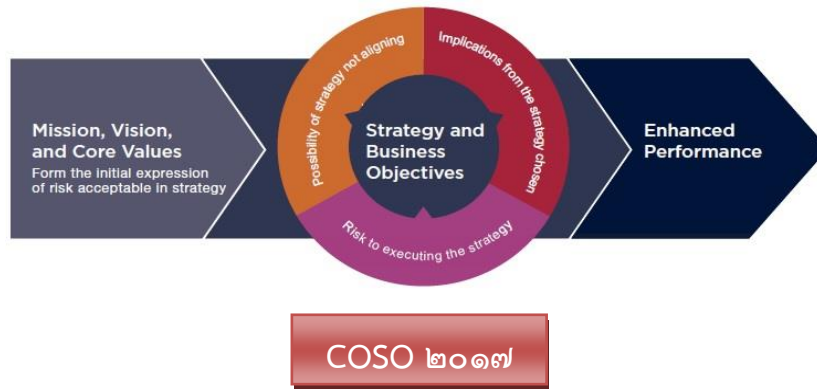 Mission, Vision,
and Core Values
Form the initial expression
of risk acceptable in strategy
Possibility of strategy not aligning
Implications from the strategy chosen
Strategy and
Business
Objectives
Risk to executing the strategy
Enhanced
Performance
COSO ๒๐๑๗